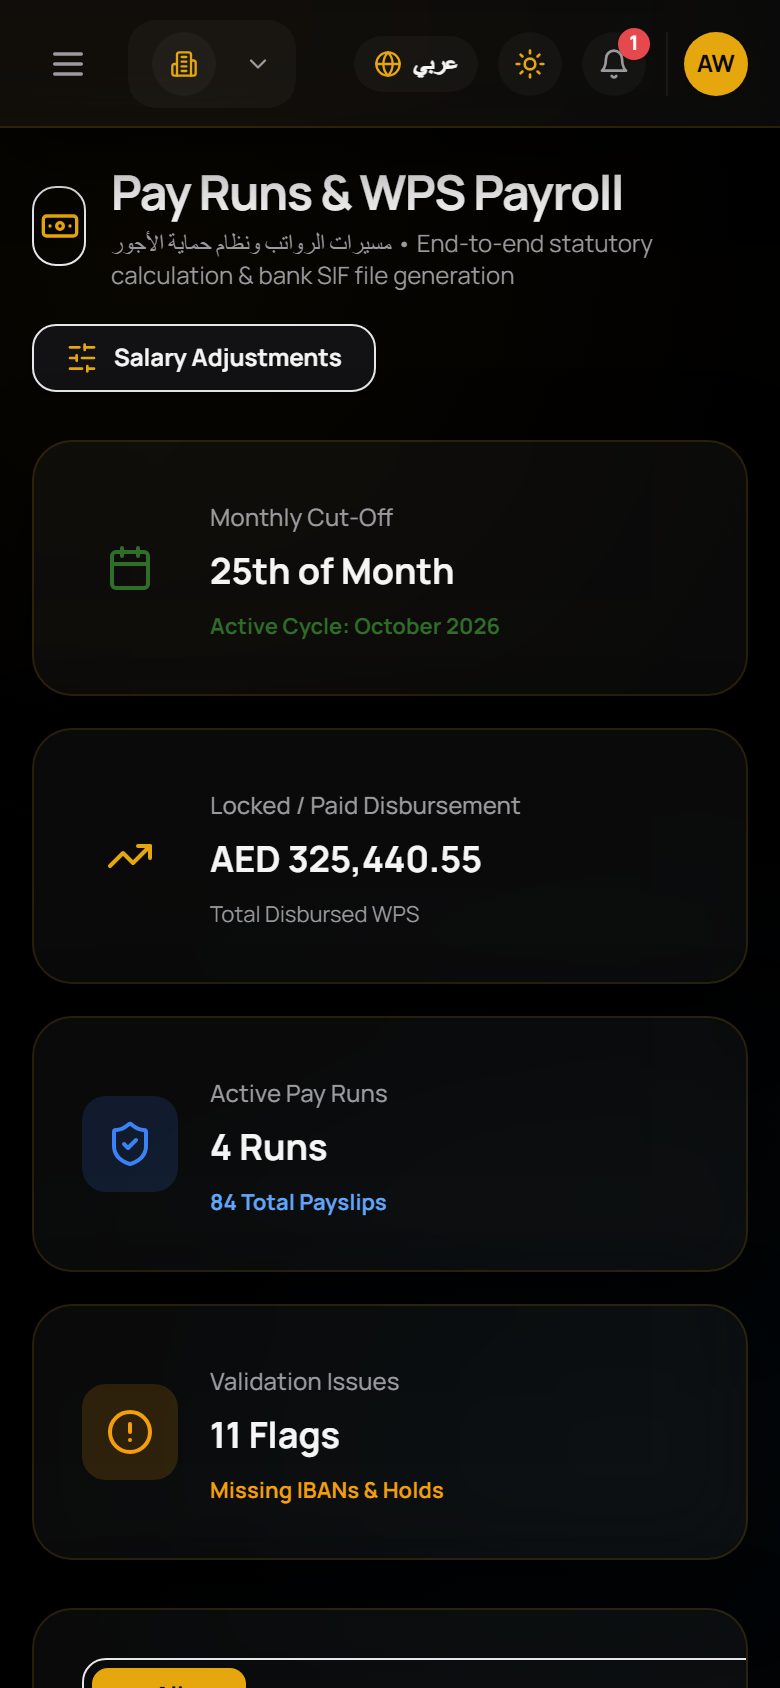 عربي
1
AW
Pay Runs & WPS Payroll
مسيرات الرواتب ونظام حماية الأجور • End-to-end statutory
calculation & bank SIF file generation
Salary Adjustments
Monthly Cut-Off
25th of Month
Active Cycle: October 2026
Locked / Paid Disbursement
AED 325,440.55
Total Disbursed WPS
Active Pay Runs
4 Runs
84 Total Payslips
Validation Issues
11 Flags
Missing IBANs & Holds